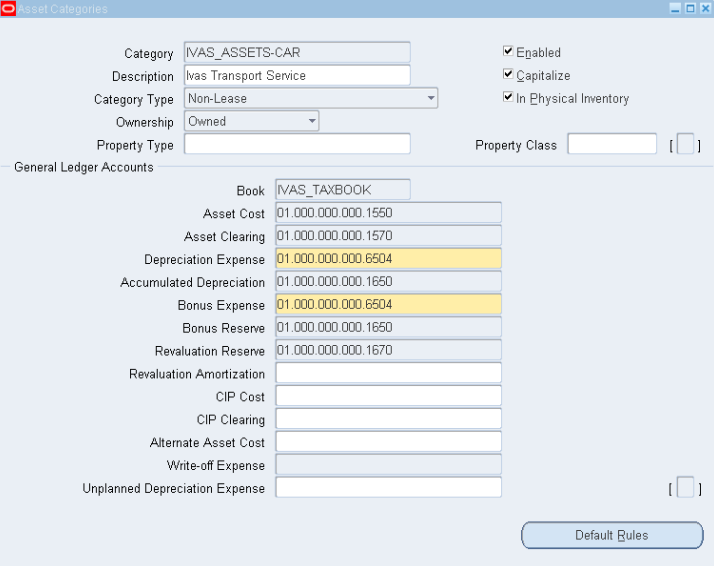 Asset Categories
Category IVAS_ASSETS-CAR Enabled
Description Ivas Transport Service Capitalize
Category Type Non-Lease In Physical Inventory
Ownership Owned
Property Type Property Class [ ]
General Ledger Accounts
Book IVAS_TAXBOOK
Asset Cost 01.000.000.000.1550
Asset Clearing 01.000.000.000.1570
Depreciation Expense 01.000.000.000.6504
Accumulated Depreciation 01.000.000.000.1650
Bonus Expense 01.000.000.000.6504
Bonus Reserve 01.000.000.000.1650
Revaluation Reserve 01.000.000.000.1670
Revaluation Amortization
CIP Cost
CIP Clearing
Alternate Asset Cost
Write-off Expense
Unplanned Depreciation Expense [ ]
Default Rules